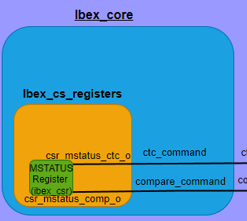 Ibex_core
Ibex_cs_registers
csr_mstatus_ctc_o
ctc_command
MSTATUS
Register
(ibex_csr)
compare_command
csr_mstatus_comp_o